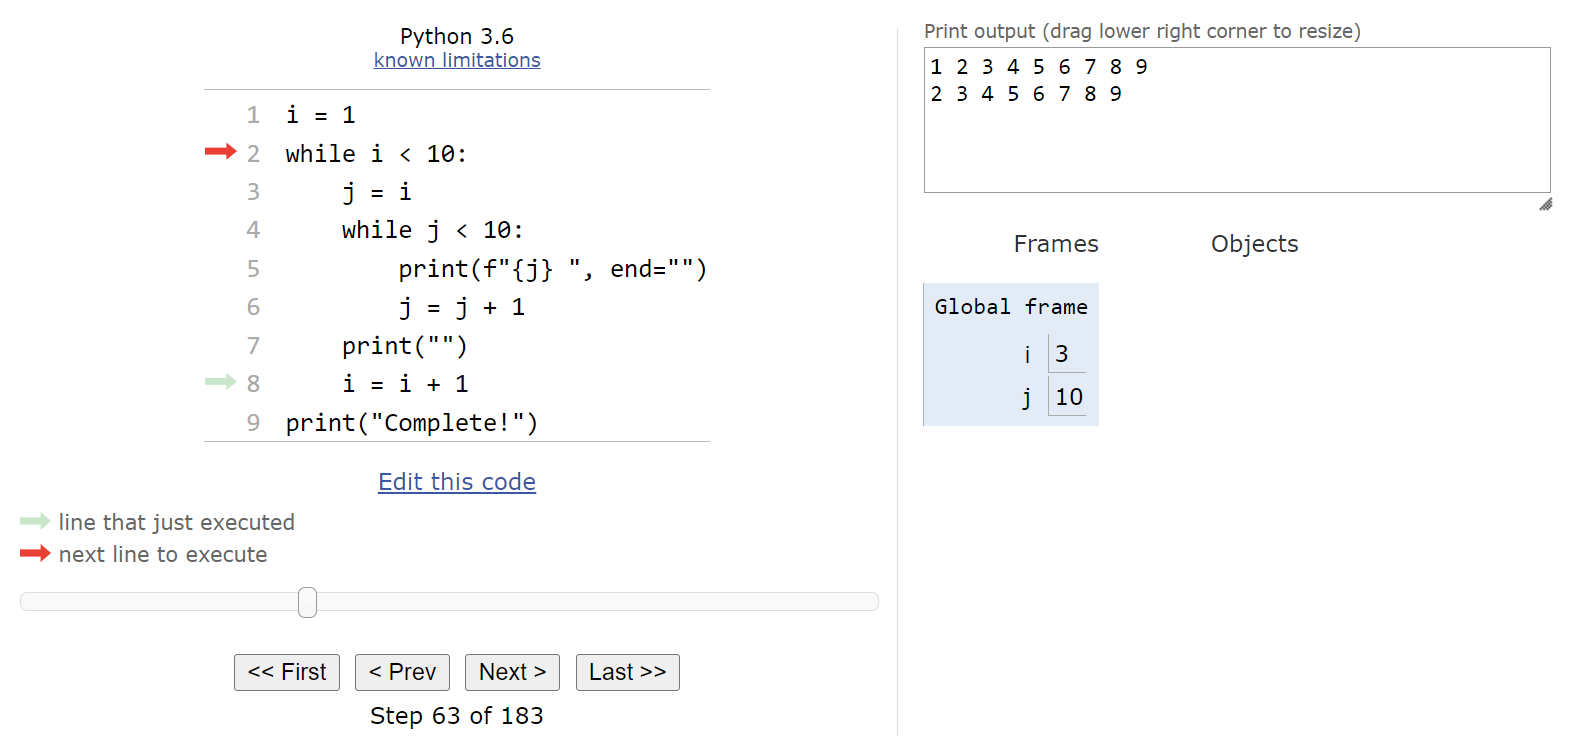 Python 3.6
known limitations
1 i = 1
2 while i < 10:
3     j = i
4     while j < 10:
5         print(f"{j} ", end="")
6         j = j + 1
7     print("")
8     i = i + 1
9 print("Complete!")
Edit this code
line that just executed
next line to execute
<< First < Prev Next > Last >>
Step 63 of 183
Print output (drag lower right corner to resize)
1 2 3 4 5 6 7 8 9
2 3 4 5 6 7 8 9
Frames Objects
Global frame
i 3
j 10